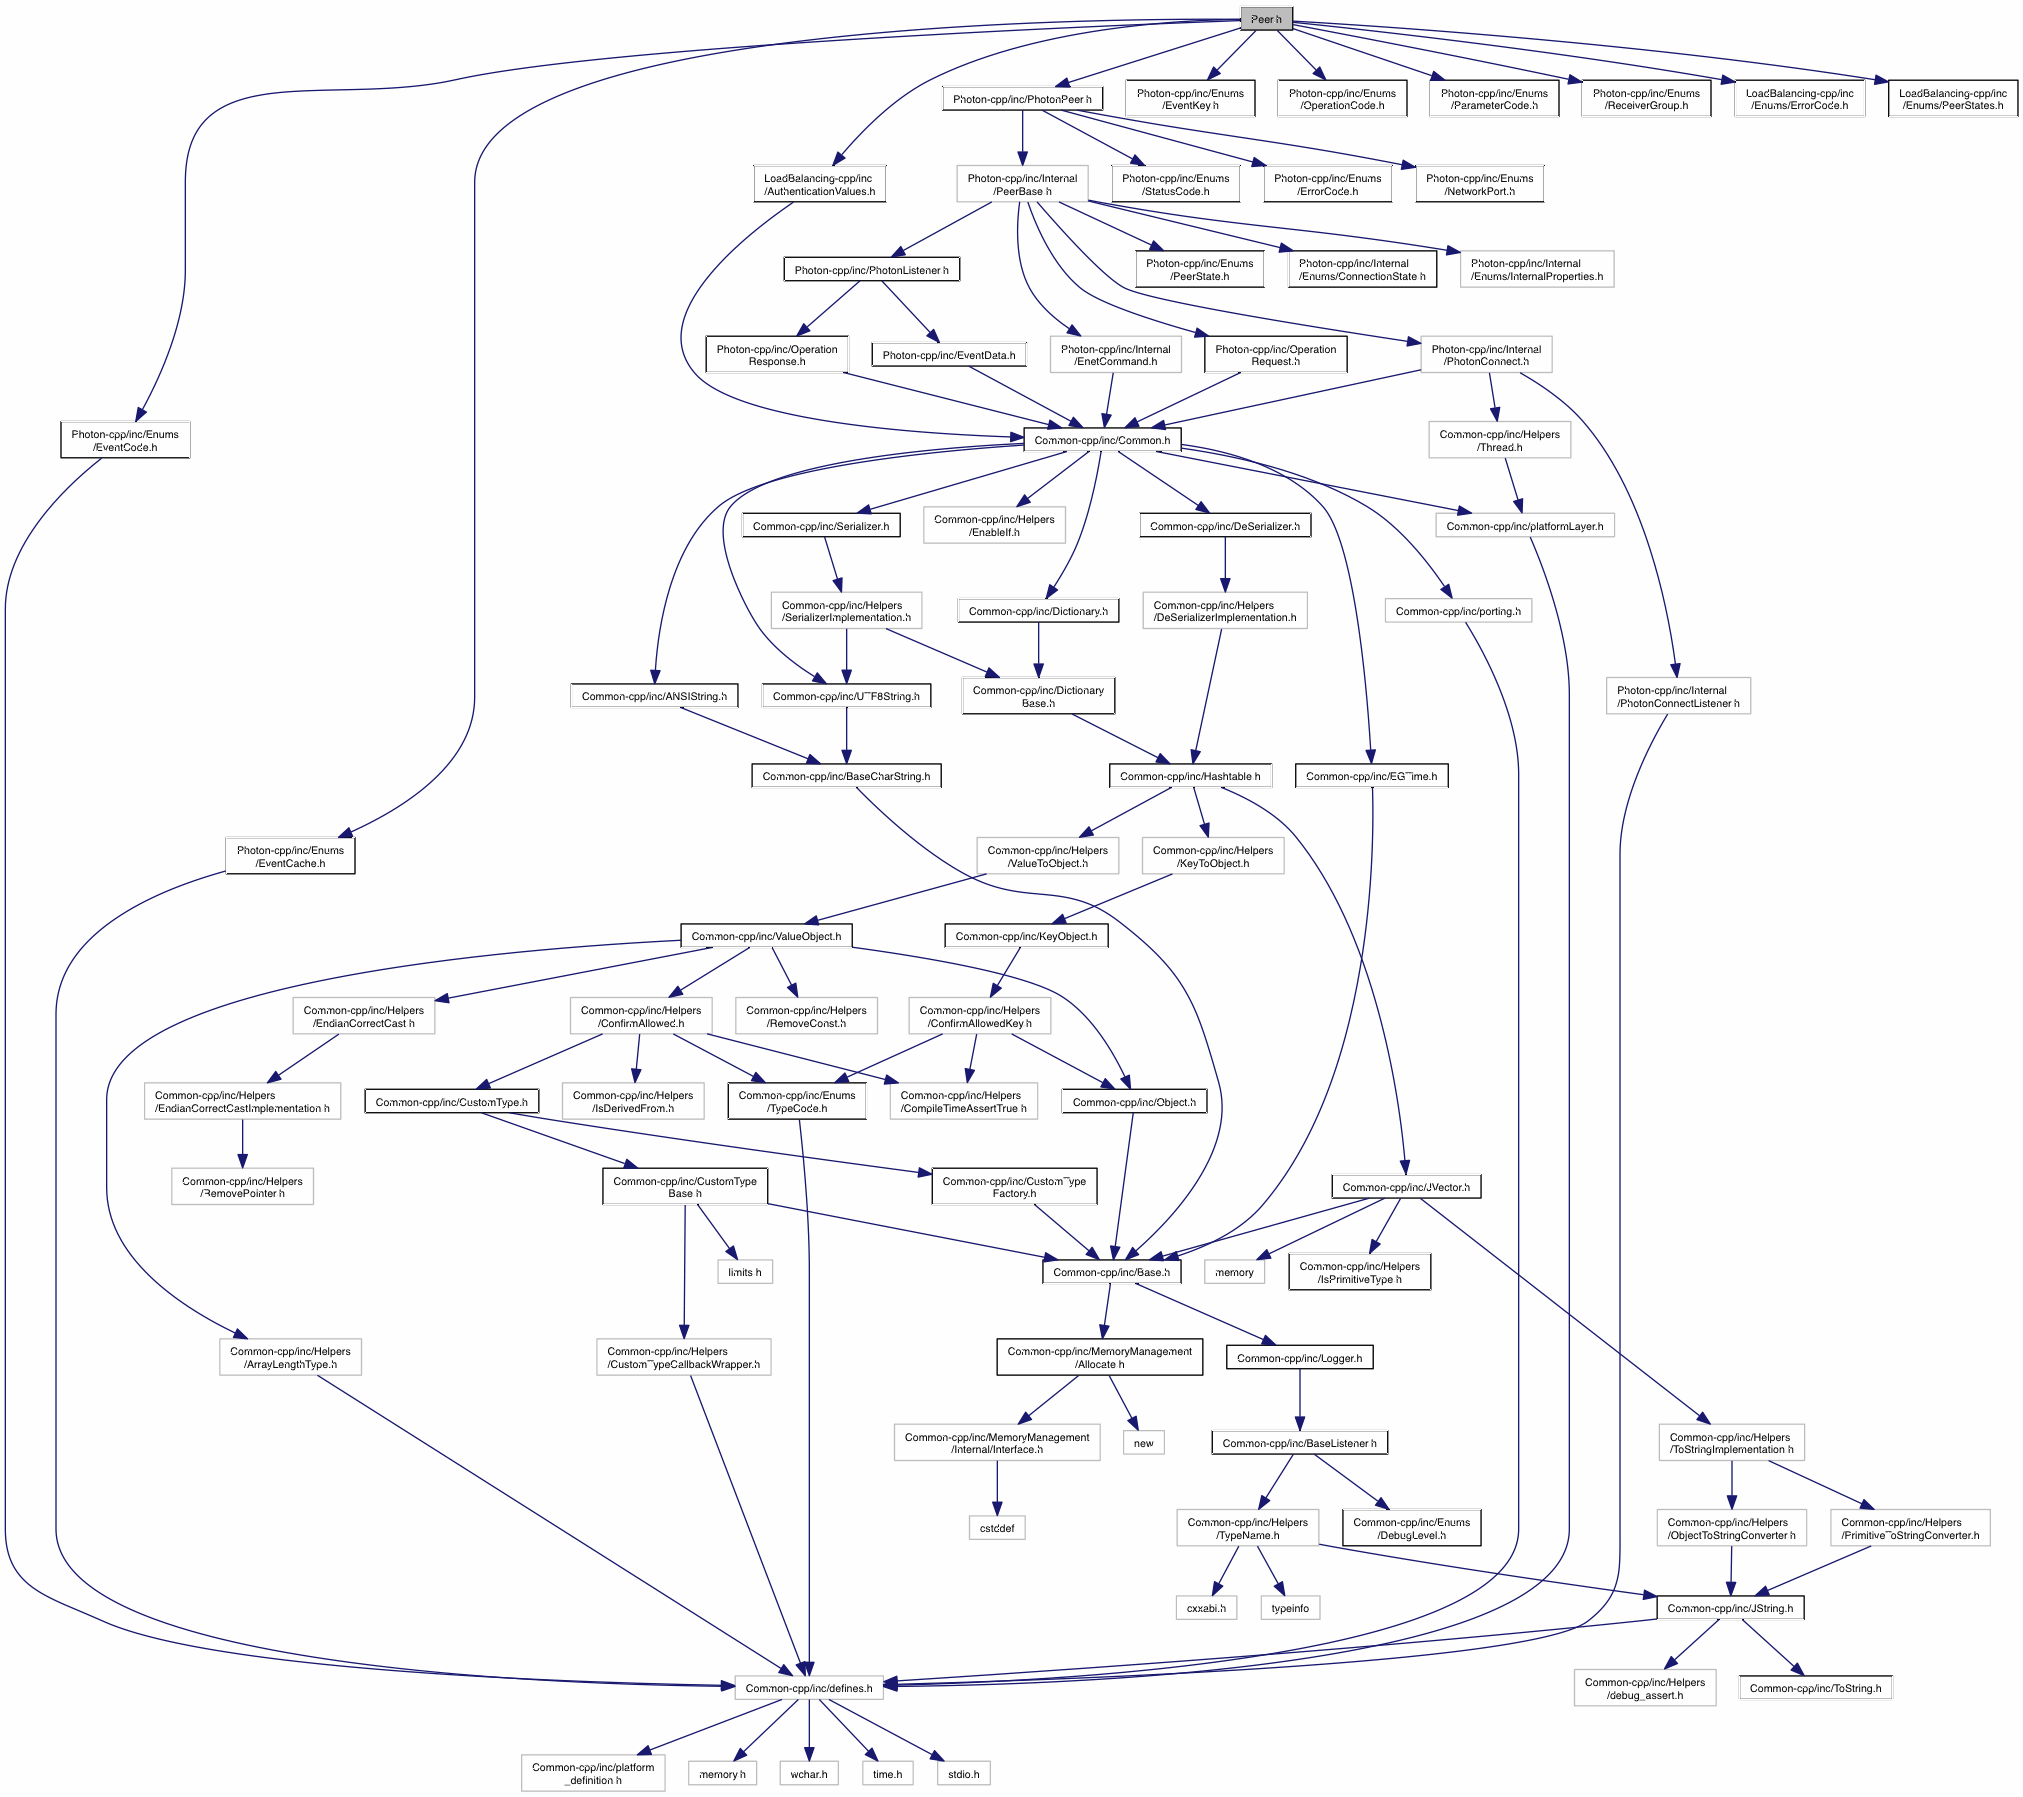 Peer.h
Photon-cpp/inc/PhotonPeer.h
Photon-cpp/inc/Enums
/EventKey.h
Photon-cpp/inc/Enums
/OperationCode.h
Photon-cpp/inc/Enums
/ParameterCode.h
Photon-cpp/inc/Enums
/ReceiverGroup.h
LoadBalancing-cpp/inc
/Enums/ErrorCode.h
LoadBalancing-cpp/inc
/Enums/PeerStates.h
LoadBalancing-cpp/inc
/AuthenticationValues.h
Photon-cpp/inc/Internal
/PeerBase.h
Photon-cpp/inc/Enums
/StatusCode.h
Photon-cpp/inc/Enums
/ErrorCode.h
Photon-cpp/inc/Enums
/NetworkPort.h
Photon-cpp/inc/PhotonListener.h
Photon-cpp/inc/Enums
/PeerState.h
Photon-cpp/inc/Internal
/Enums/ConnectionState.h
Photon-cpp/inc/Internal
/Enums/InternalProperties.h
Photon-cpp/inc/Operation
Response.h
Photon-cpp/inc/EventData.h
Photon-cpp/inc/Internal
/EnetCommand.h
Photon-cpp/inc/Operation
Request.h
Photon-cpp/inc/Internal
/PhotonConnect.h
Photon-cpp/inc/Enums
/EventCode.h
Common-cpp/inc/Common.h
Common-cpp/inc/Helpers
/Thread.h
Common-cpp/inc/Serializer.h
Common-cpp/inc/Helpers
/EnableIf.h
Common-cpp/inc/DeSerializer.h
Common-cpp/inc/platformLayer.h
Common-cpp/inc/Helpers
/SerializerImplementation.h
Common-cpp/inc/Dictionary.h
Common-cpp/inc/Helpers
/DeSerializerImplementation.h
Common-cpp/inc/porting.h
Common-cpp/inc/ANSIString.h
Common-cpp/inc/UTF8String.h
Common-cpp/inc/Dictionary
Base.h
Photon-cpp/inc/Internal
/PhotonConnectListener.h
Common-cpp/inc/BaseCharString.h
Common-cpp/inc/Hashtable.h
Common-cpp/inc/EGTime.h
Photon-cpp/inc/Enums
/EventCache.h
Common-cpp/inc/Helpers
/ValueToObject.h
Common-cpp/inc/Helpers
/KeyToObject.h
Common-cpp/inc/ValueObject.h
Common-cpp/inc/KeyObject.h
Common-cpp/inc/Helpers
/EndianCorrectCast.h
Common-cpp/inc/Helpers
/ConfirmAllowed.h
Common-cpp/inc/Helpers
/RemoveConst.h
Common-cpp/inc/Helpers
/ConfirmAllowedKey.h
Common-cpp/inc/Helpers
/EndianCorrectCastImplementation.h
Common-cpp/inc/CustomType.h
Common-cpp/inc/Helpers
/IsDerivedFrom.h
Common-cpp/inc/Enums
/TypeCode.h
Common-cpp/inc/Helpers
/CompileTimeAssertTrue.h
Common-cpp/inc/Object.h
Common-cpp/inc/Helpers
/RemovePointer.h
Common-cpp/inc/CustomType
Base.h
Common-cpp/inc/CustomType
Factory.h
Common-cpp/inc/JVector.h
limits.h
Common-cpp/inc/Base.h
memory
Common-cpp/inc/Helpers
/IsPrimitiveType.h
Common-cpp/inc/Helpers
/ArrayLengthType.h
Common-cpp/inc/Helpers
/CustomTypeCallbackWrapper.h
Common-cpp/inc/MemoryManagement
/Allocate.h
Common-cpp/inc/Logger.h
Common-cpp/inc/MemoryManagement
/Internal/Interface.h
new
Common-cpp/inc/BaseListener.h
Common-cpp/inc/Helpers
/ToStringImplementation.h
cstddef
Common-cpp/inc/Helpers
/TypeName.h
Common-cpp/inc/Enums
/DebugLevel.h
Common-cpp/inc/Helpers
/ObjectToStringConverter.h
Common-cpp/inc/Helpers
/PrimitiveToStringConverter.h
cxxabi.h
typeinfo
Common-cpp/inc/JString.h
Common-cpp/inc/defines.h
Common-cpp/inc/Helpers
/debug_assert.h
Common-cpp/inc/ToString.h
Common-cpp/inc/platform
_definition.h
memory.h
wchar.h
time.h
stdio.h